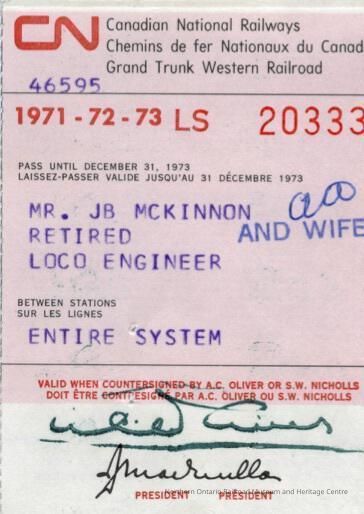 CN
Canadian National Railways
Chemins de fer Nationaux du Canad
Grand Trunk Western Railroad
46595
1971 - 72 - 73 LS 20333
PASS UNTIL DECEMBER 31, 1973
LAISSEZ-PASSER VALIDE JUSQU'AU 31 DÉCEMBRE 1973
MR. JB MCKINNON
AND WIFE
RETIRED
LOCO ENGINEER
BETWEEN STATIONS
SUR LES LIGNES
ENTIRE SYSTEM
VALID WHEN COUNTERSIGNED BY A.C. OLIVER OR S.W. NICHOLLS
DOIT ÊTRE CONTRESIGNÉ PAR A.C. OLIVER OU S.W. NICHOLLS
PRESIDENT PRÉSIDENT
Northern Ontario Railroad Museum and Heritage Centre